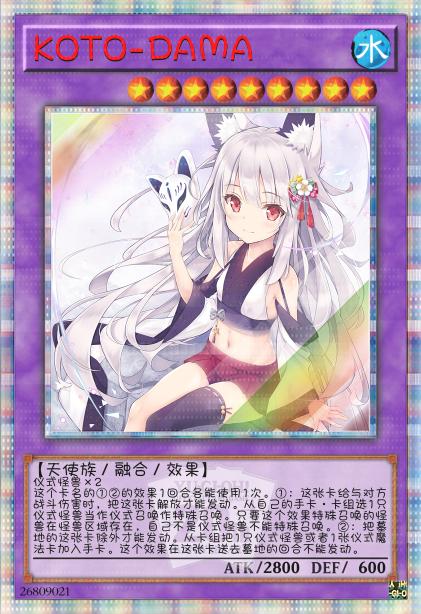 KOTO-DAMA
水
【天使族／融合／效果】
仪式怪兽×2
这个卡名的①②的效果1回合各能使用1次。①：这张卡给与对方
战斗伤害时，把这张卡解放才能发动。从自己的手卡·卡组选1只
仪式怪兽当作仪式召唤作特殊召唤。只要这个效果特殊召唤的怪
兽在怪兽区域存在，自己不是仪式怪兽不能特殊召唤。②：把墓
地的这张卡除外才能发动。从卡组把1只仪式怪兽或者1张仪式魔
法卡加入手卡。这个效果在这张卡送去墓地的回合不能发动。
ATK/2800 DEF/ 600
26809021